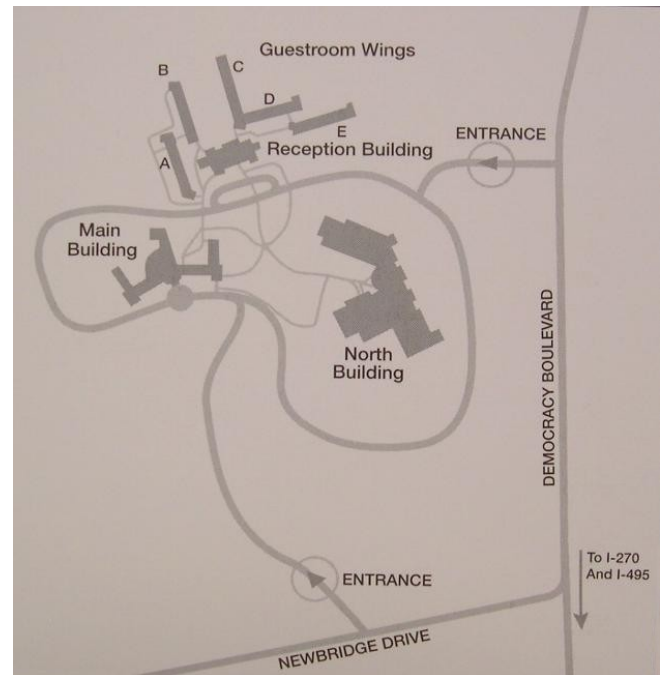 Guestroom Wings
B
C
D
E
A
Reception Building
ENTRANCE
Main
Building
North
Building
DEMOCRACY BOULEVARD
To I-270
And I-495
ENTRANCE
NEWBRIDGE DRIVE